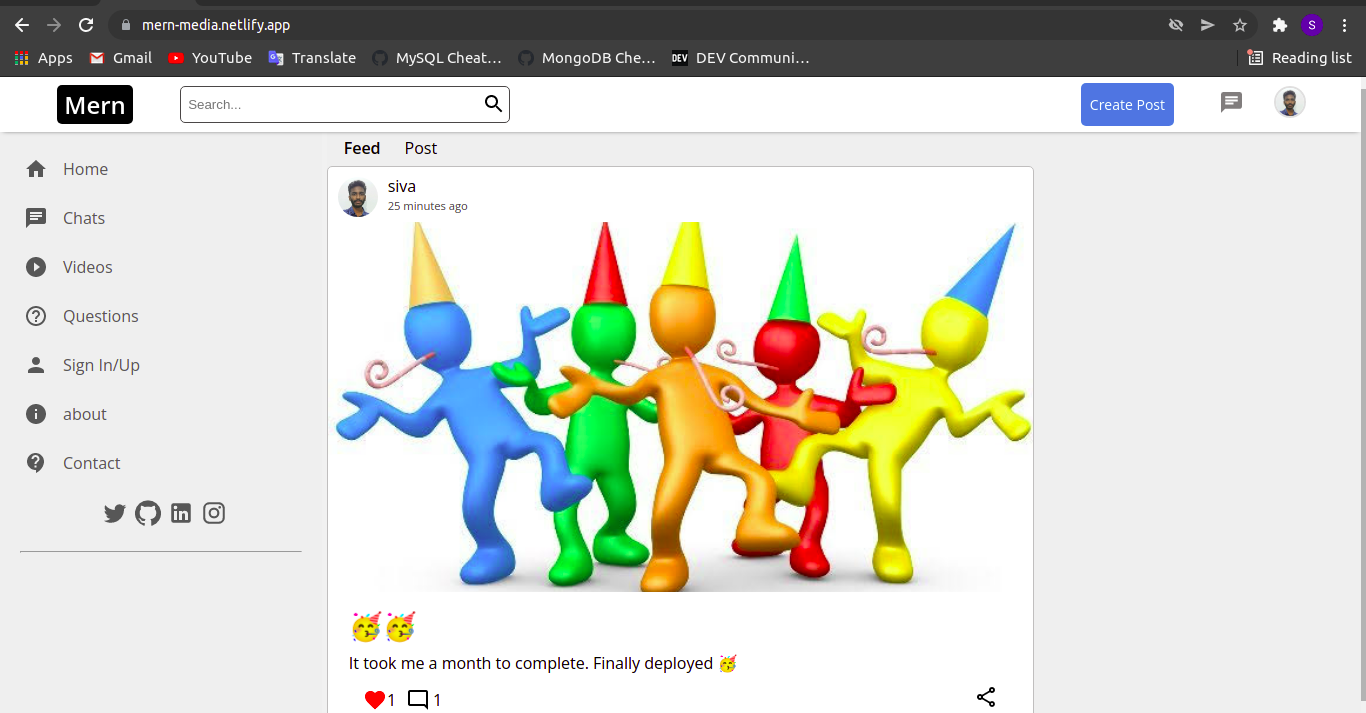 mern-media.netlify.app
S
Apps
Gmail
YouTube
Translate
MySQL Cheat…
MongoDB Che…
DEV
DEV Communi…
Reading list
Mern
Search...
Create Post
Home
Chats
Videos
Questions
Sign In/Up
about
Contact
Feed
Post
siva
25 minutes ago
🥳🥳
It took me a month to complete. Finally deployed 🥳
1
1